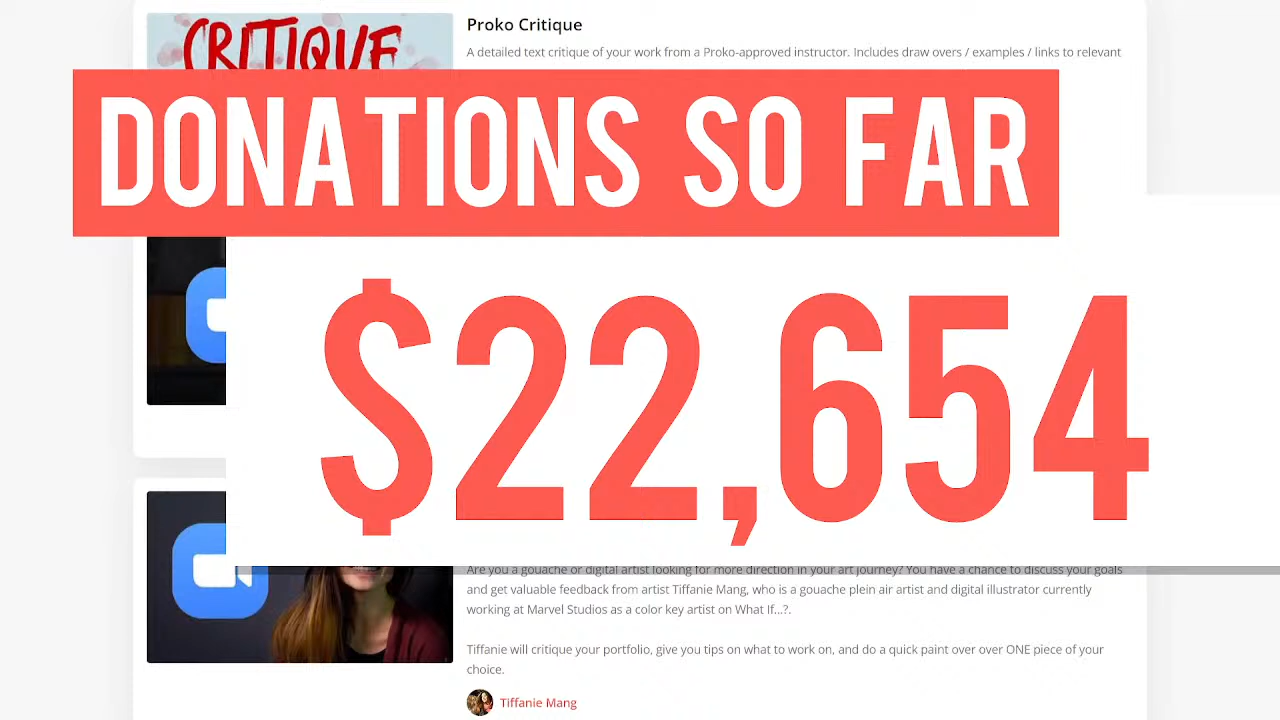 CRITIQUE
Proko Critique
A detailed text critique of your work from a Proko-approved instructor. Includes draw overs / examples / links to relevant
DONATIONS SO FAR
$22,654
Are you a gouache or digital artist looking for more direction in your art journey? You have a chance to discuss your goals
and get valuable feedback from artist Tiffanie Mang, who is a gouache plein air artist and digital illustrator currently
working at Marvel Studios as a color key artist on What If...?.
Tiffanie will critique your portfolio, give you tips on what to work on, and do a quick paint over over ONE piece of your
choice.
Tiffanie Mang